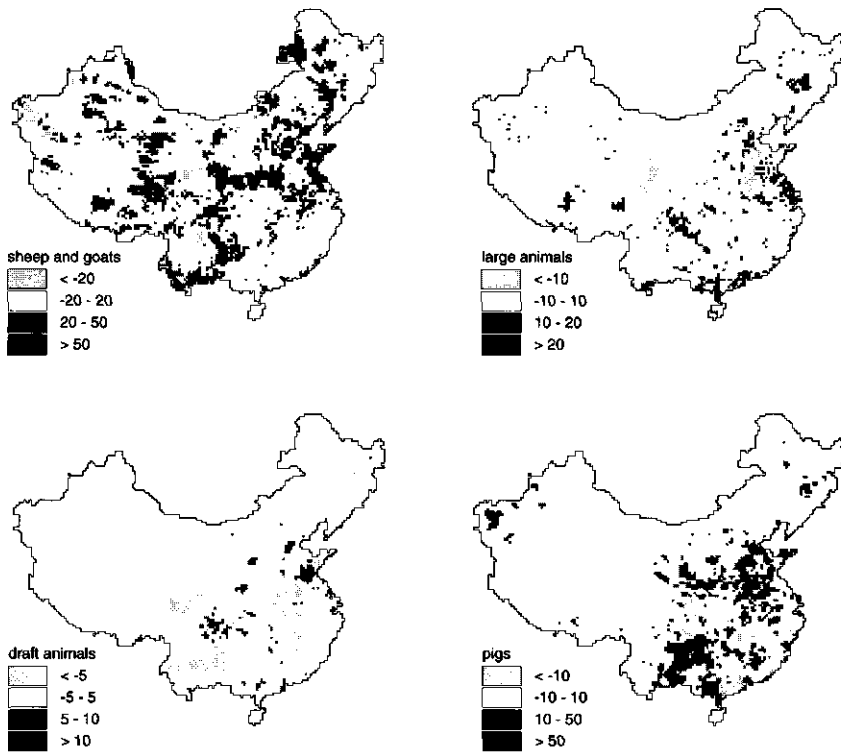 sheep and goats
< -20
-20 - 20
20 - 50
> 50
large animals
< -10
-10 - 10
10 - 20
> 20
draft animals
< -5
-5 - 5
5 - 10
> 10
pigs
< -10
-10 - 10
10 - 50
> 50